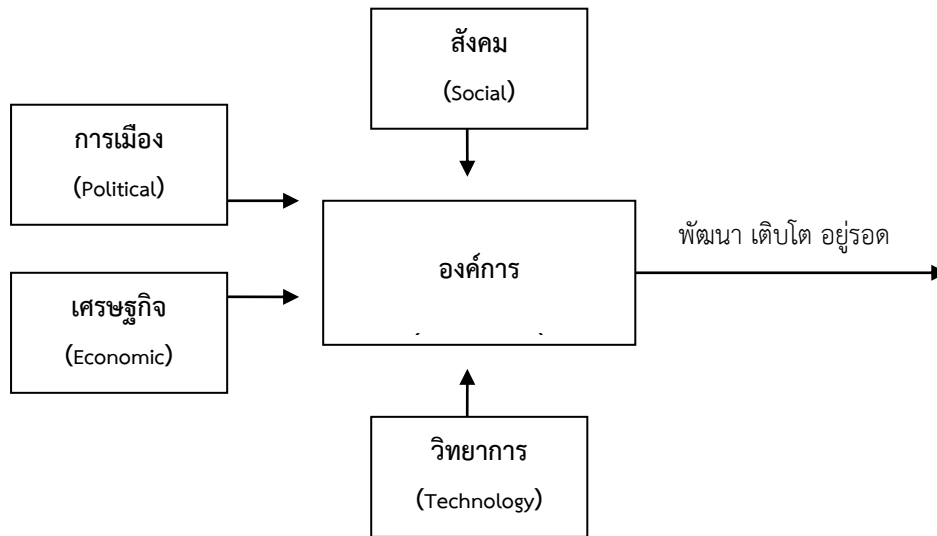 สังคม
(Social)
การเมือง
(Political)
องค์การ
พัฒนา เติบโต อยู่รอด
เศรษฐกิจ
(Economic)
วิทยาการ
(Technology)